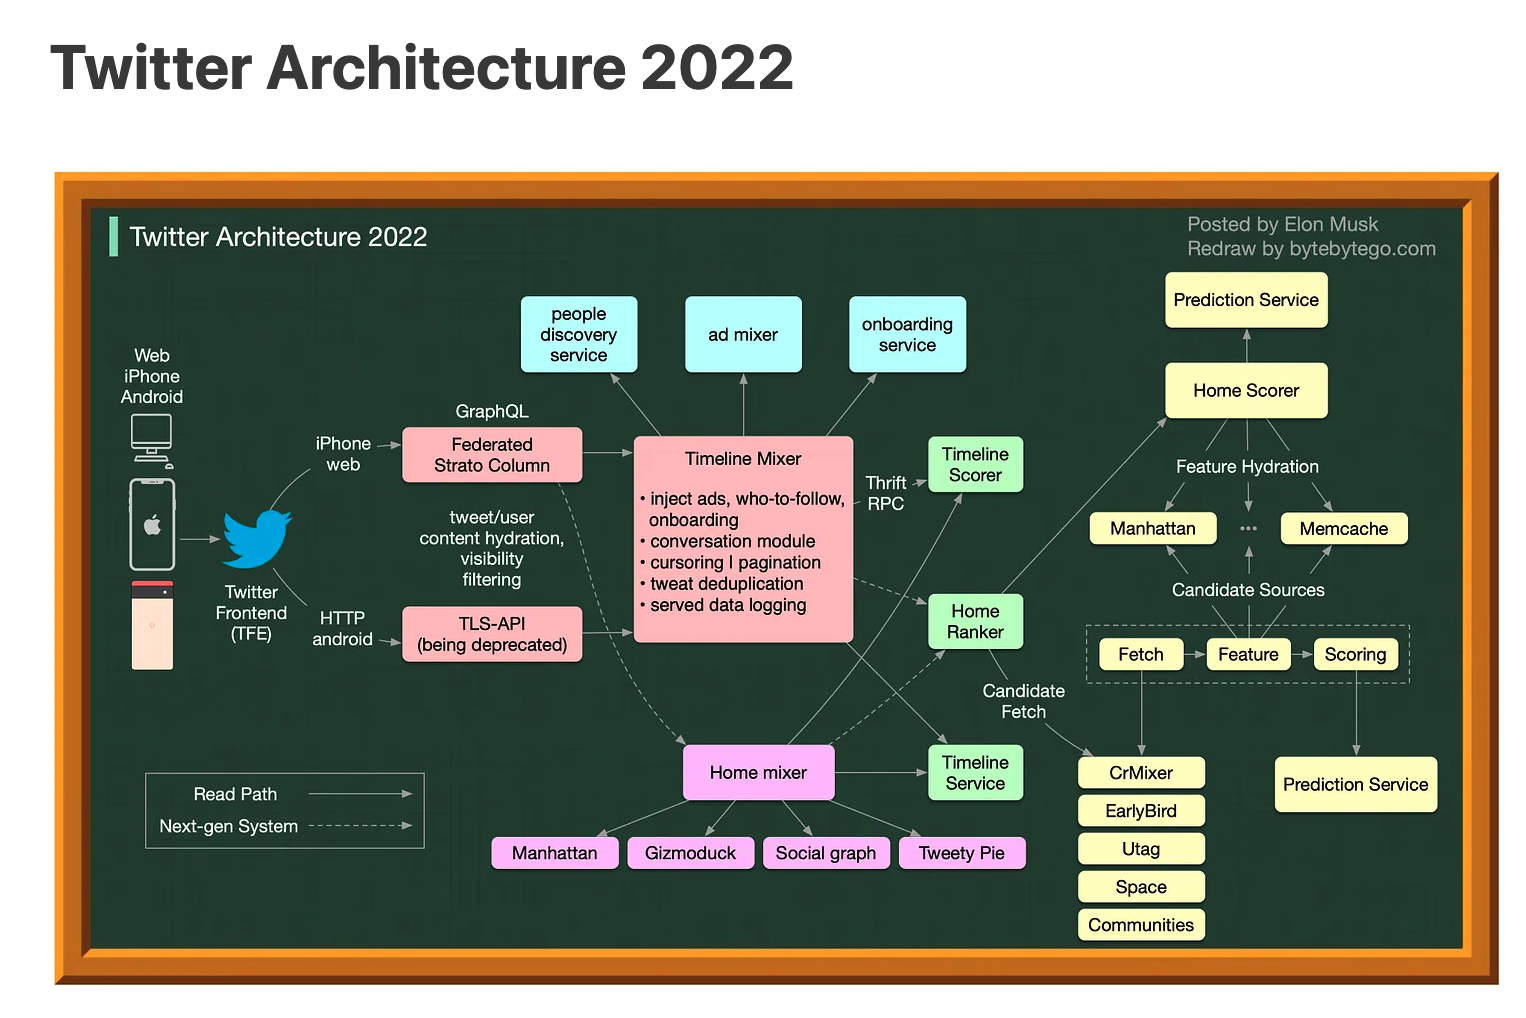 Twitter Architecture 2022
Twitter Architecture 2022
Posted by Elon Musk
Redraw by bytebytego.com
Web
iPhone
Android
Twitter
Frontend
(TFE)
iPhone
web
HTTP
android
GraphQL
Federated
Strato Column
tweet/user
content hydration,
visibility
filtering
TLS-API
(being deprecated)
people
discovery
service
ad mixer
onboarding
service
Timeline Mixer
• inject ads, who-to-follow,
onboarding
• conversation module
• cursoring I pagination
• tweat deduplication
• served data logging
Thrift
RPC
Timeline
Scorer
Home
Ranker
Candidate
Fetch
Timeline
Service
Home mixer
Manhattan
Gizmoduck
Social graph
Tweety Pie
Read Path
Next-gen System
Prediction Service
Home Scorer
Feature Hydration
Manhattan
•••
Memcache
Candidate Sources
Fetch
Feature
Scoring
CrMixer
EarlyBird
Utag
Space
Communities
Prediction Service